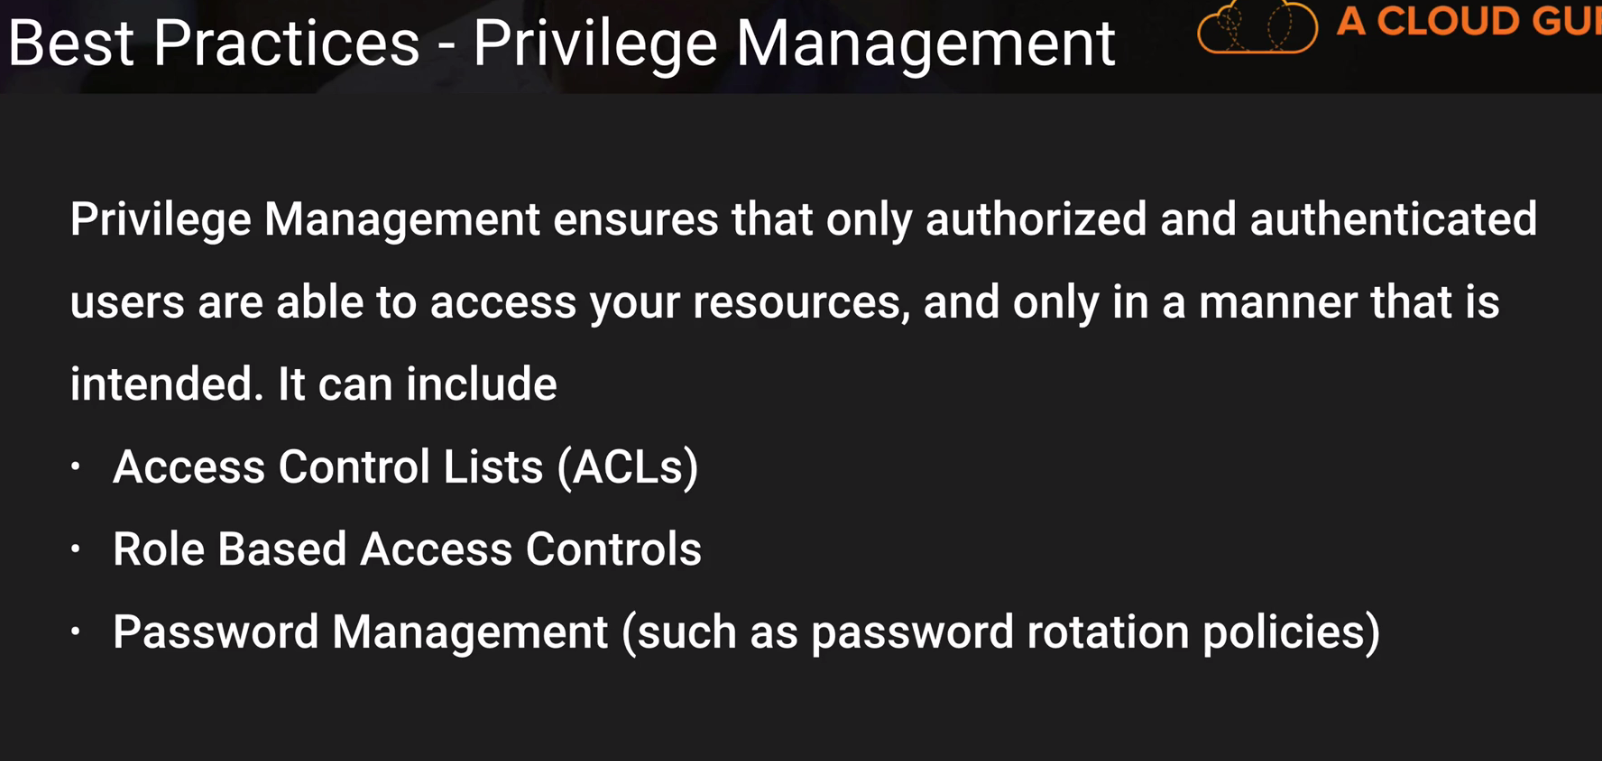 Best Practices - Privilege Management
A CLOUD
Privilege Management ensures that only authorized and authenticated
users are able to access your resources, and only in a manner that is
intended. It can include
• Access Control Lists (ACLs)
• Role Based Access Controls
• Password Management (such as password rotation policies)